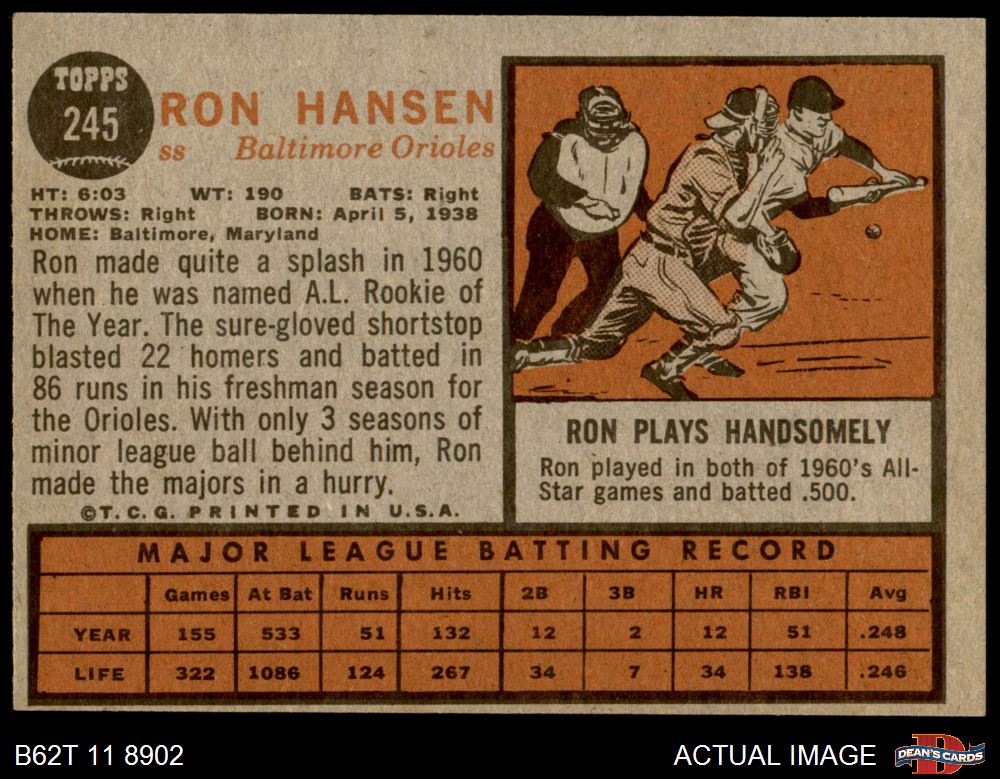 TOPPS
245
RON HANSEN
ss Baltimore Orioles
HT: 6:03 WT: 190 BATS: Right
THROWS: Right BORN: April 5, 1938
HOME: Baltimore, Maryland
Ron made quite a splash in 1960
when he was named A.L. Rookie of
The Year. The sure-gloved shortstop
blasted 22 homers and batted in
86 runs in his freshman season for
the Orioles. With only 3 seasons of
minor league ball behind him, Ron
made the majors in a hurry.
©T.C.G. PRINTED IN U.S.A.
RON PLAYS HANDSOMELY
Ron played in both of 1960's All-
Star games and batted .500.
MAJOR LEAGUE BATTING RECORD
Games At Bat Runs Hits 2B 3B HR RBI Avg
YEAR 155 533 51 132 12 2 12 51 .248
LIFE 322 1086 124 267 34 7 34 138 .246
B62T 11 8902
ACTUAL IMAGE
DEAN'S CARDS